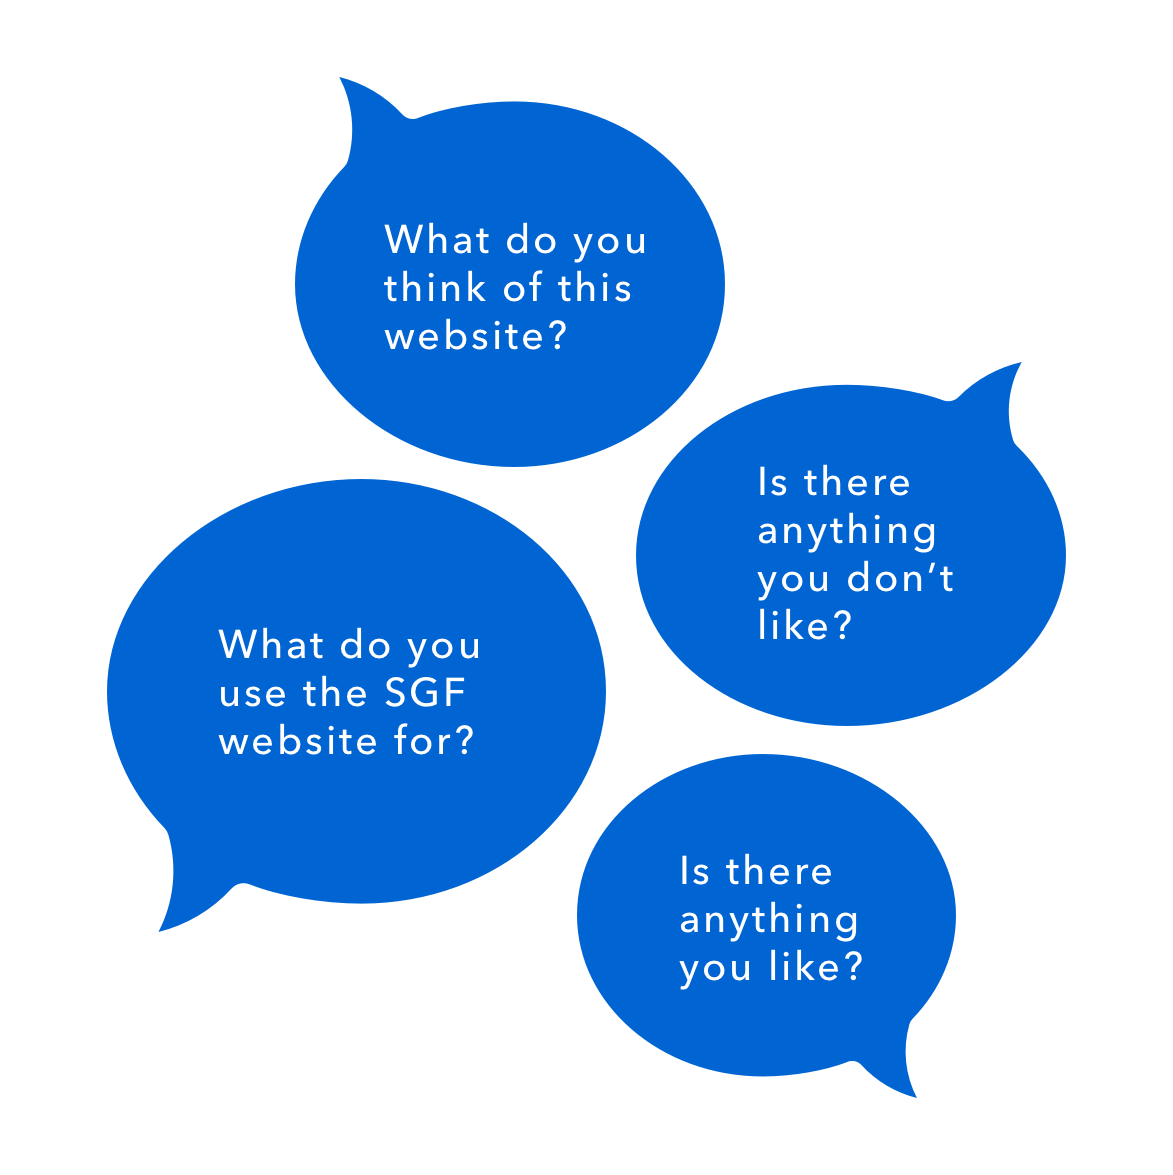 What do you
think of this
website?
Is there
anything
you don’t
like?
What do you
use the SGF
website for?
Is there
anything
you like?